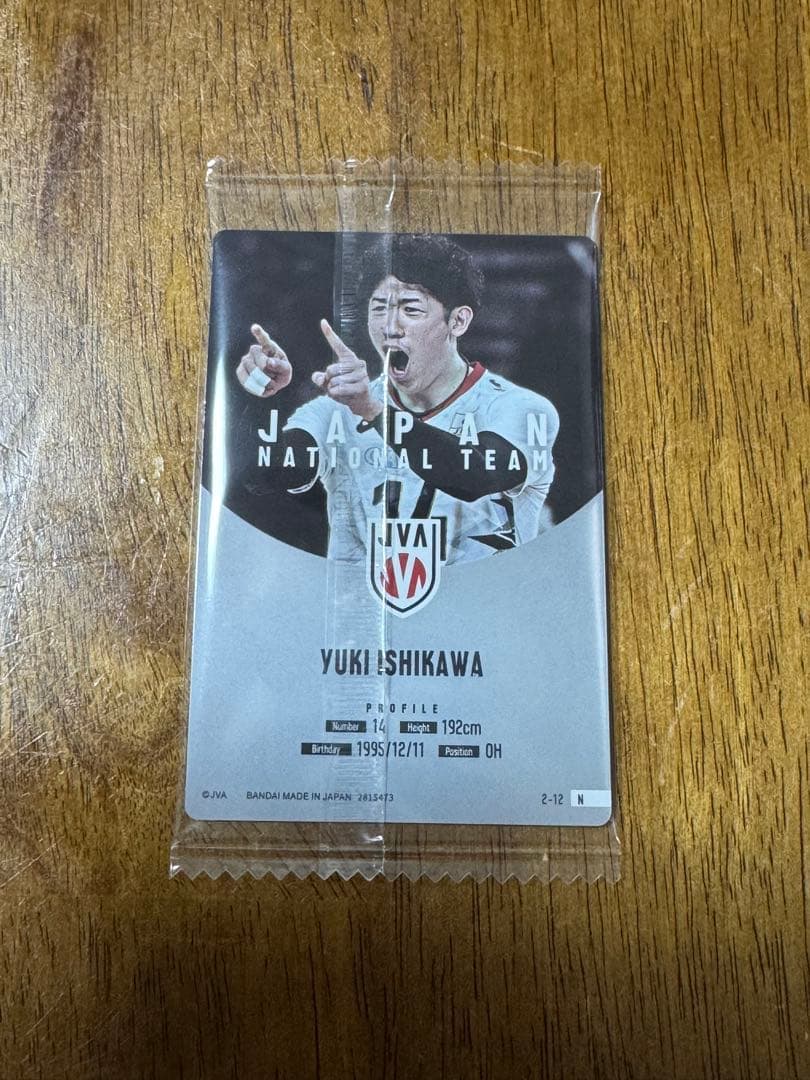 JAPAN
NATIONAL TEAM
14
JVA
YUKI ISHIKAWA
PROFILE
Number 14 Height 192cm
Birthday 1995/12/11 Position OH
©JVA BANDAI MADE IN JAPAN 2815473 2-12 N